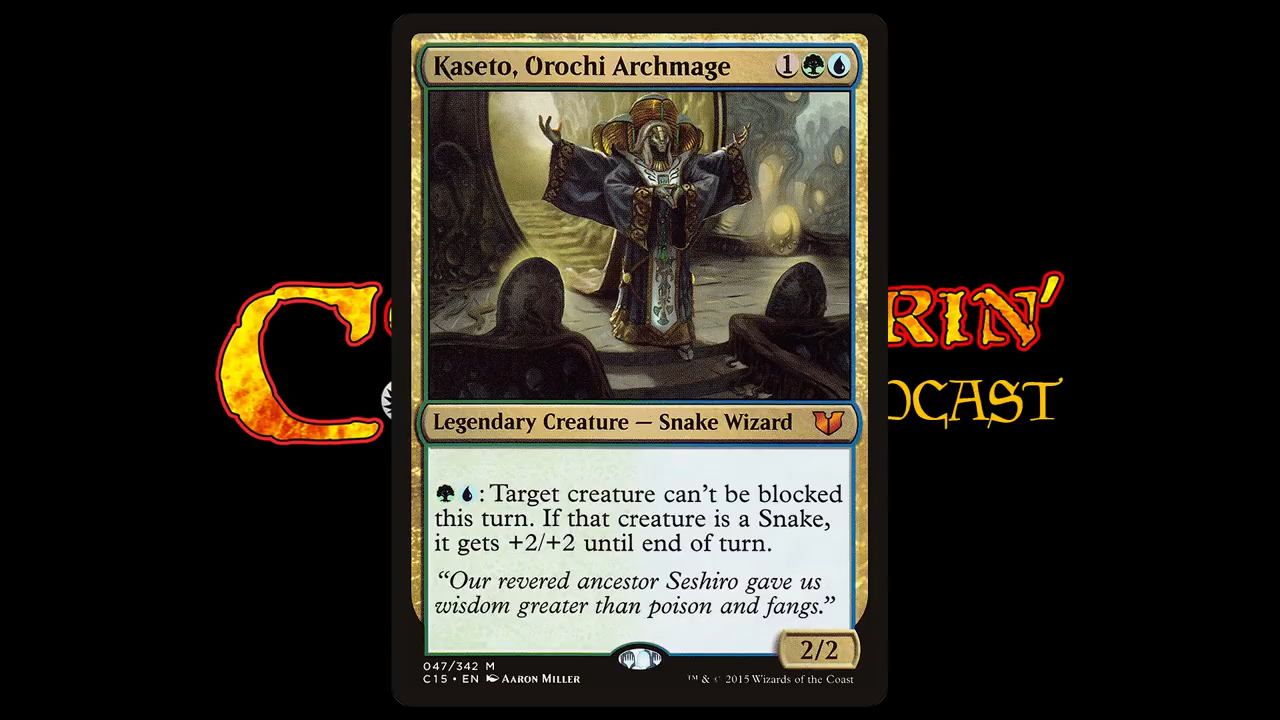 Kaseto, Orochi Archmage 1
C RIN'
OCAST
Legendary Creature — Snake Wizard
: Target creature can't be blocked
this turn. If that creature is a Snake,
it gets +2/+2 until end of turn.
“Our revered ancestor Seshiro gave us
wisdom greater than poison and fangs.”
2/2
047/342 M
C15 • EN Aaron Miller
™ & © 2015 Wizards of the Coast